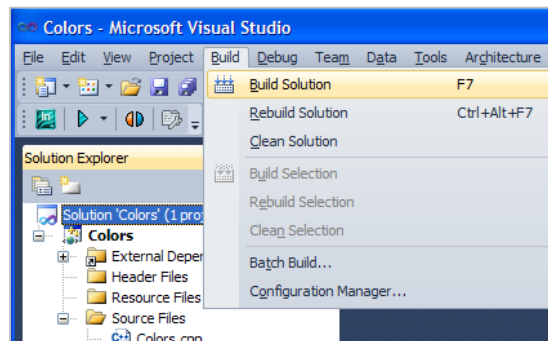 Colors - Microsoft Visual Studio
File Edit View Project Build Debug Team Data Tools Architecture
Build Solution F7
Rebuild Solution Ctrl+Alt+F7
Clean Solution
Solution Explorer
Build Selection
Rebuild Selection
Clean Selection
Batch Build...
Configuration Manager...
Solution 'Colors' (1 pro
Colors
External Deper
Header Files
Resource Files
Source Files
Colors.cpp